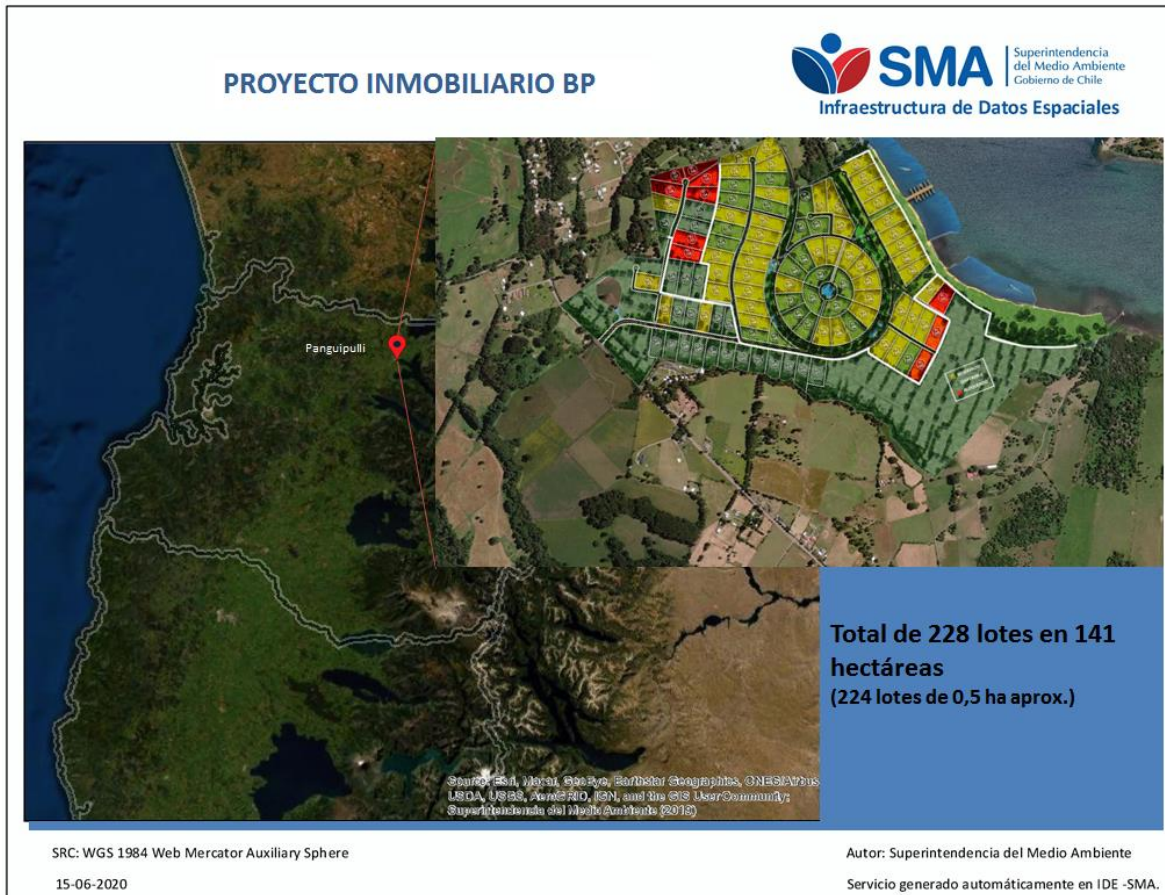 PROYECTO INMOBILIARIO BP
SMA
Superintendencia
del Medio Ambiente
Gobierno de Chile
Infraestructura de Datos Espaciales
Panguipulli
Total de 228 lotes en 141
hectáreas
(224 lotes de 0,5 ha aprox.)
Source: Esri, Maxar, GeoEye, Earthstar Geographics, CNES/Airbus
USDA, USGS, AeroGRID, IGN, and the GIS User Community;
Superintendencia del Medio Ambiente (2019)
SRC: WGS 1984 Web Mercator Auxiliary Sphere
Autor: Superintendencia del Medio Ambiente
15-06-2020
Servicio generado automáticamente en IDE -SMA.